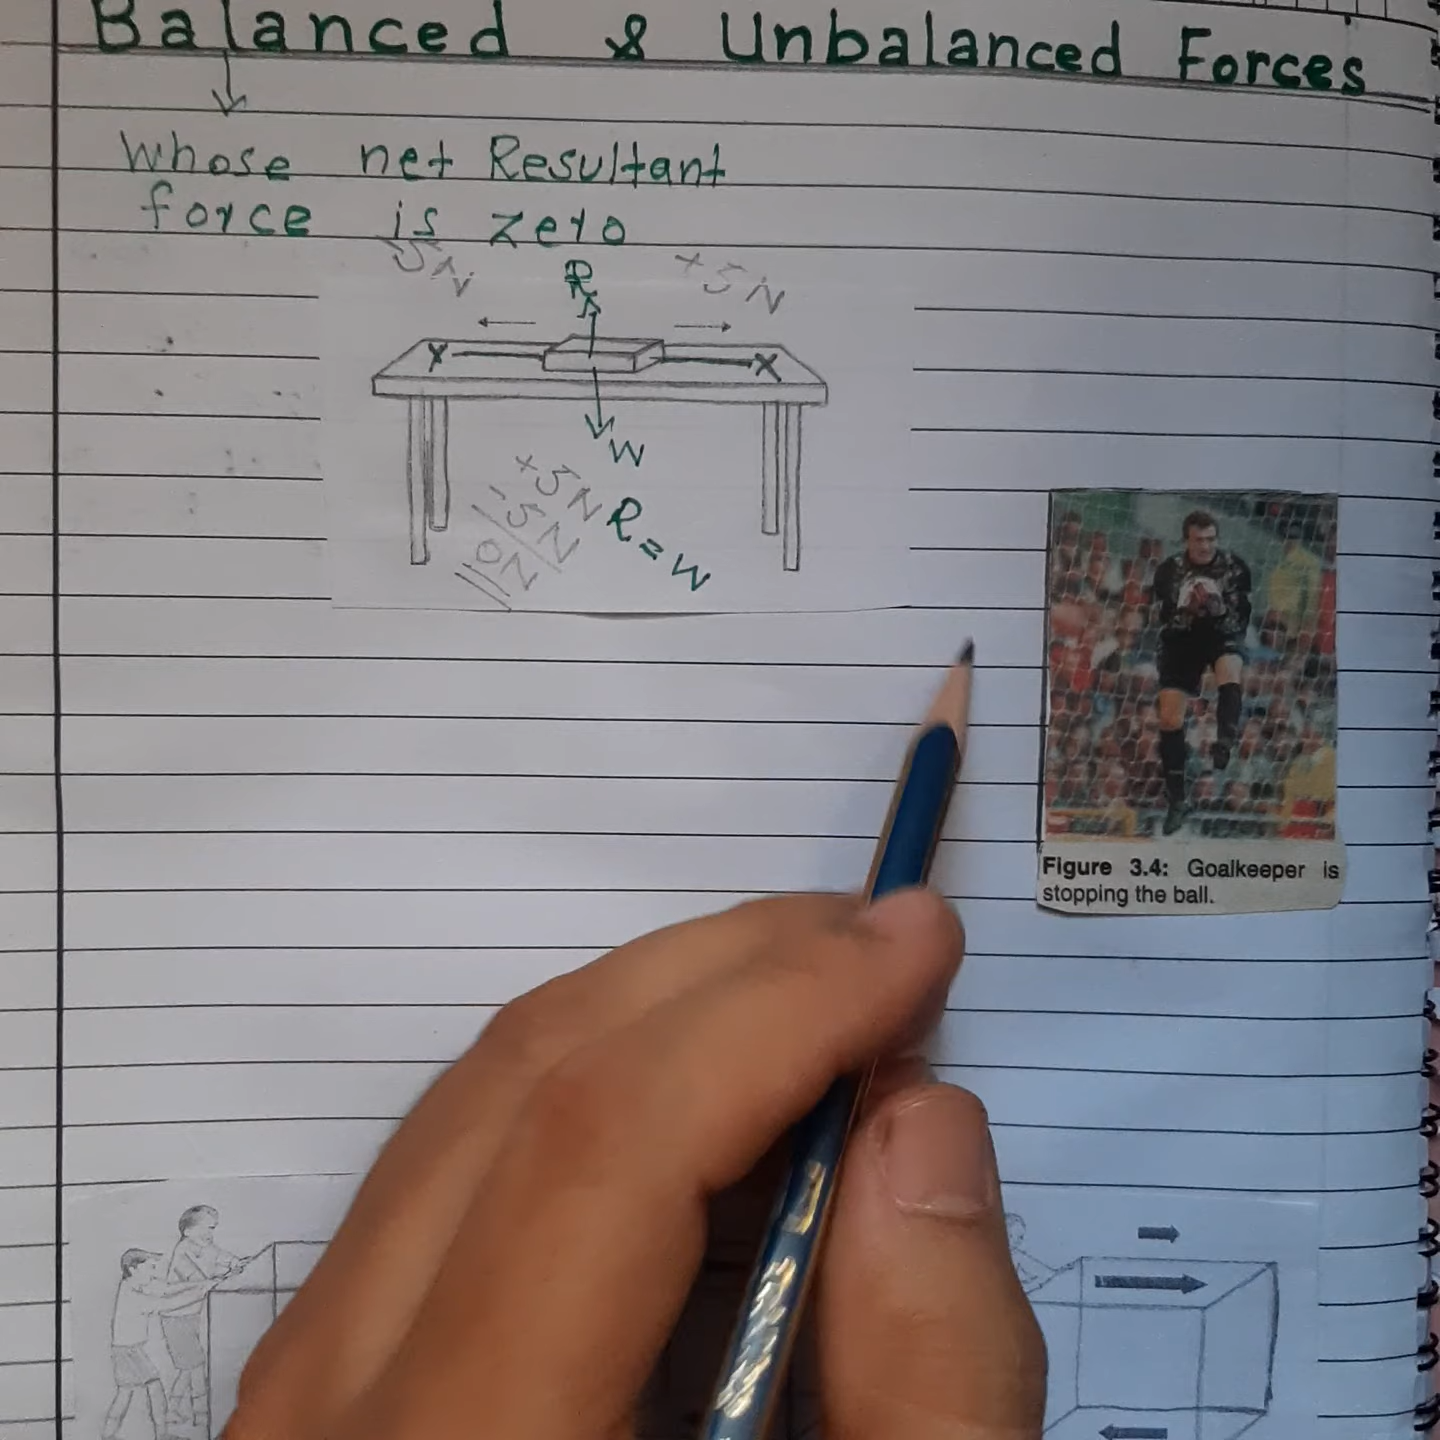 Balanced & Unbalanced Forces
Whose net Resultant
force is zero
5N
R
+5N
X
X
W
+5N
-5N
0N
R=W
Figure 3.4: Goalkeeper is
stopping the ball.